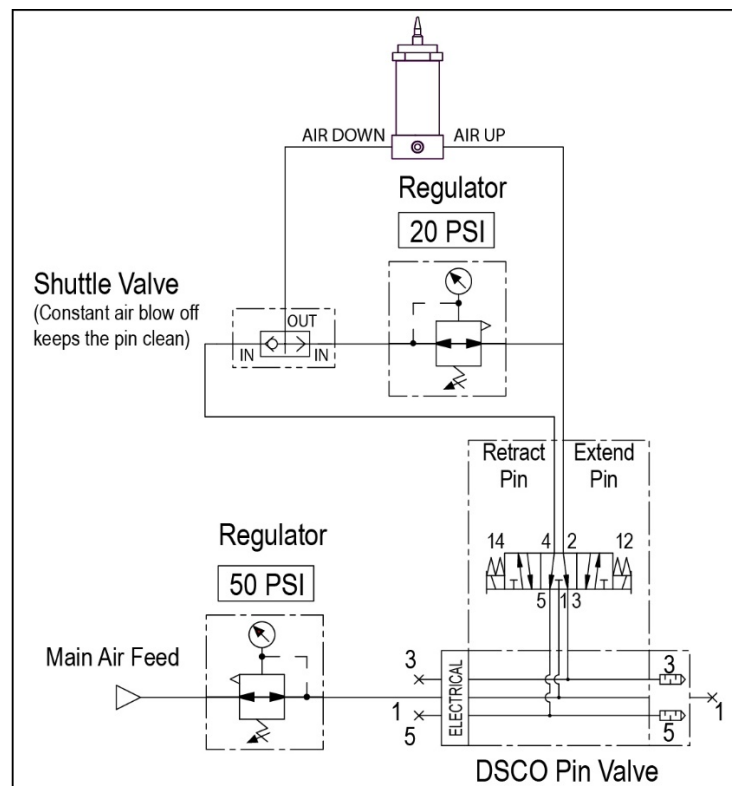 AIR DOWN AIR UP
Regulator
20 PSI
Shuttle Valve
(Constant air blow off
keeps the pin clean)
OUT
IN IN
Retract Extend
Pin Pin
14 4 2 12
5 1 3
Regulator
50 PSI
Main Air Feed
3 3
ELECTRICAL
1 1
5 5
DSCO Pin Valve